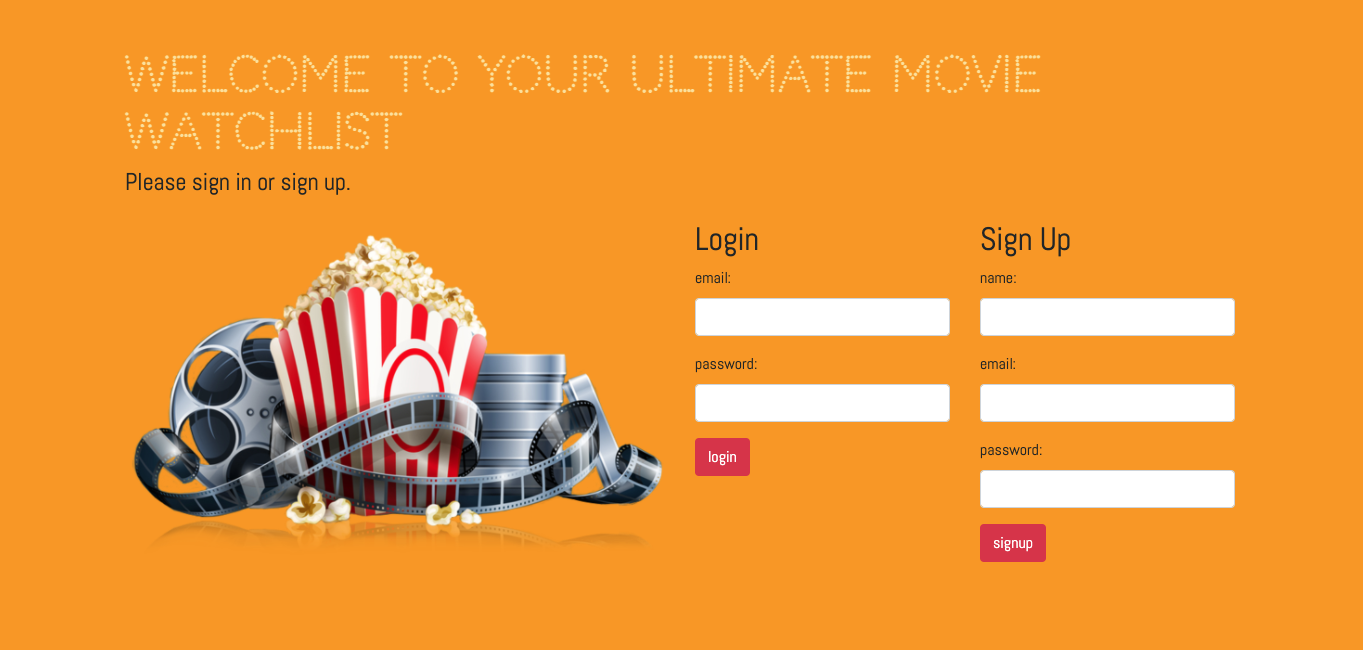 WELCOME TO YOUR ULTIMATE MOVIE
WATCHLIST
Please sign in or sign up.
Login
email:
password:
login
Sign Up
name:
email:
password:
signup